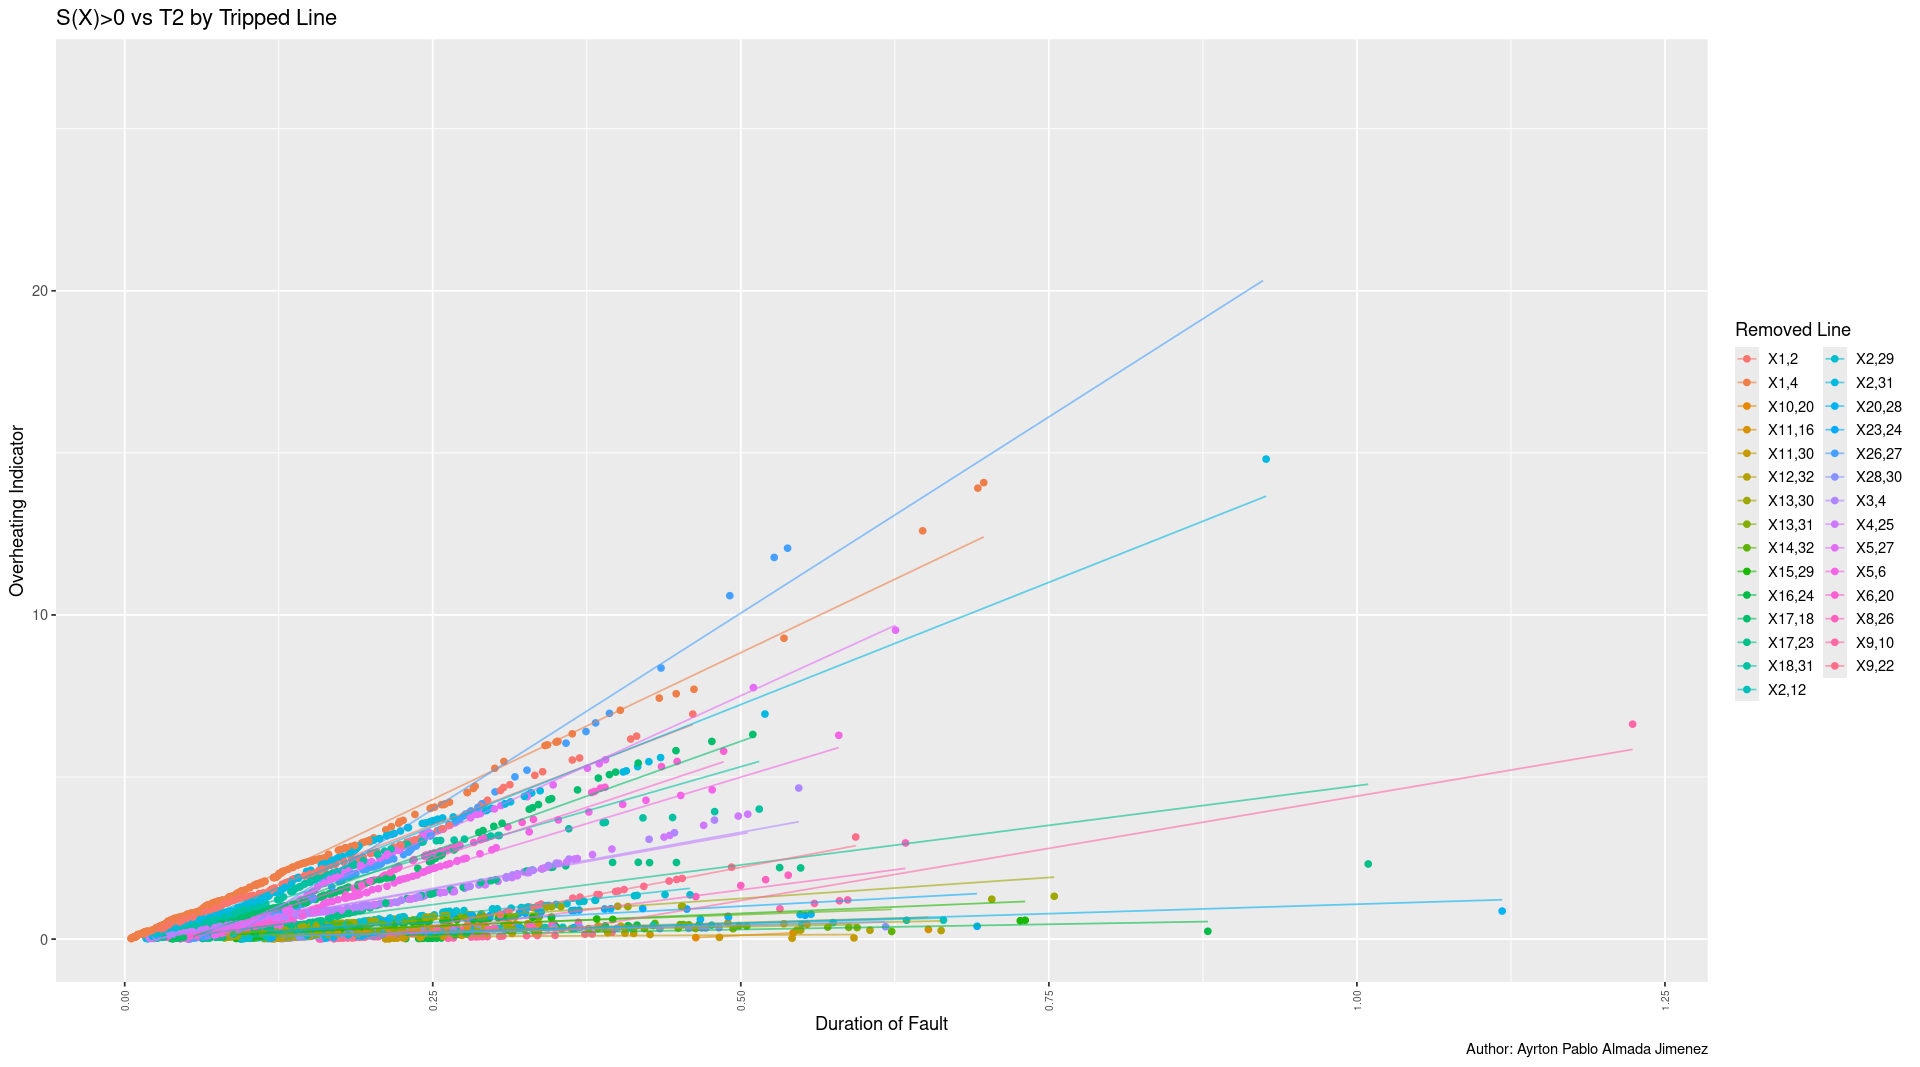 S(X)>0 vs T2 by Tripped Line
Overheating Indicator
20
10
0
0.00
0.25
0.50
0.75
1.00
1.25
Duration of Fault
Removed Line
X1,2
X1,4
X10,20
X11,16
X11,30
X12,32
X13,30
X13,31
X14,32
X15,29
X16,24
X17,18
X17,23
X18,31
X2,12
X2,29
X2,31
X20,28
X23,24
X26,27
X28,30
X3,4
X4,25
X5,27
X5,6
X6,20
X8,26
X9,10
X9,22
Author: Ayrton Pablo Almada Jimenez